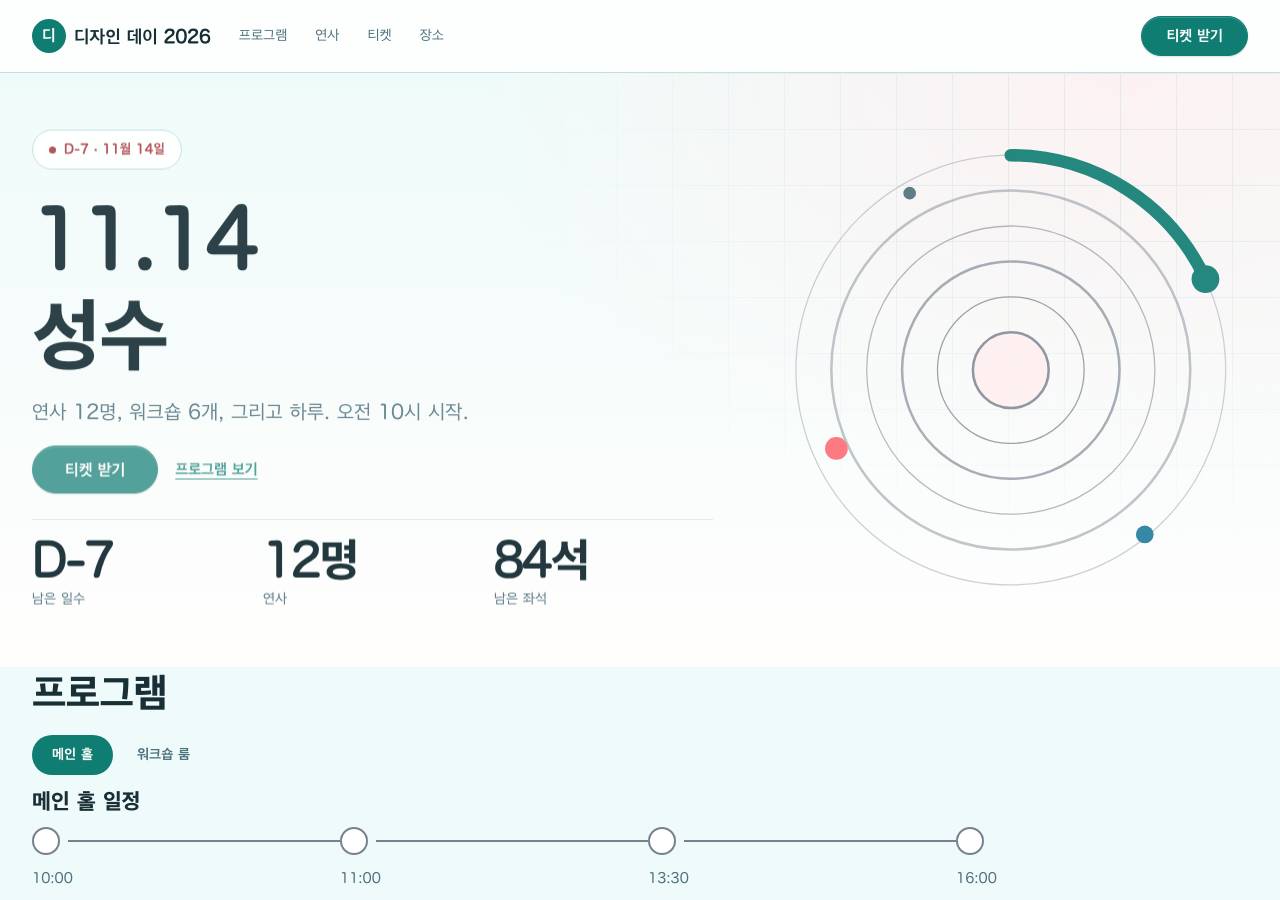 디
디자인 데이 2026
프로그램
연사
티켓
장소
티켓 받기
D-7 · 11월 14일
11.14
성수
연사 12명, 워크숍 6개, 그리고 하루. 오전 10시 시작.
티켓 받기
프로그램 보기
D-7
12명
84석
남은 일수
연사
남은 좌석
프로그램
메인 홀
워크숍 룸
메인 홀 일정
10:00
11:00
13:30
16:00